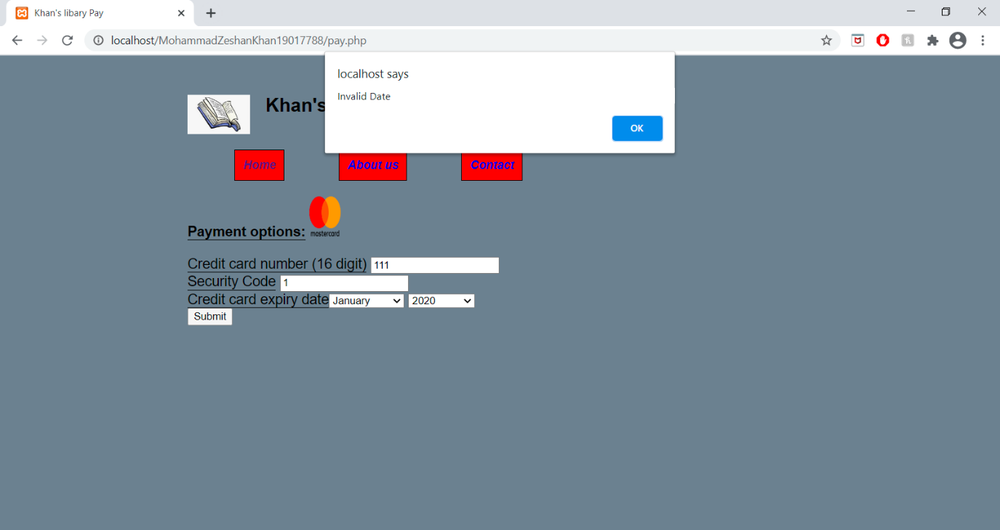 Khan's libary Pay
localhost/MohammadZeshanKhan19017788/pay.php
localhost says
Invalid Date
OK
Khan's
Home About us Contact
mastercard
Payment options:
Credit card number (16 digit) 111
Security Code 1
Credit card expiry date January 2020
Submit